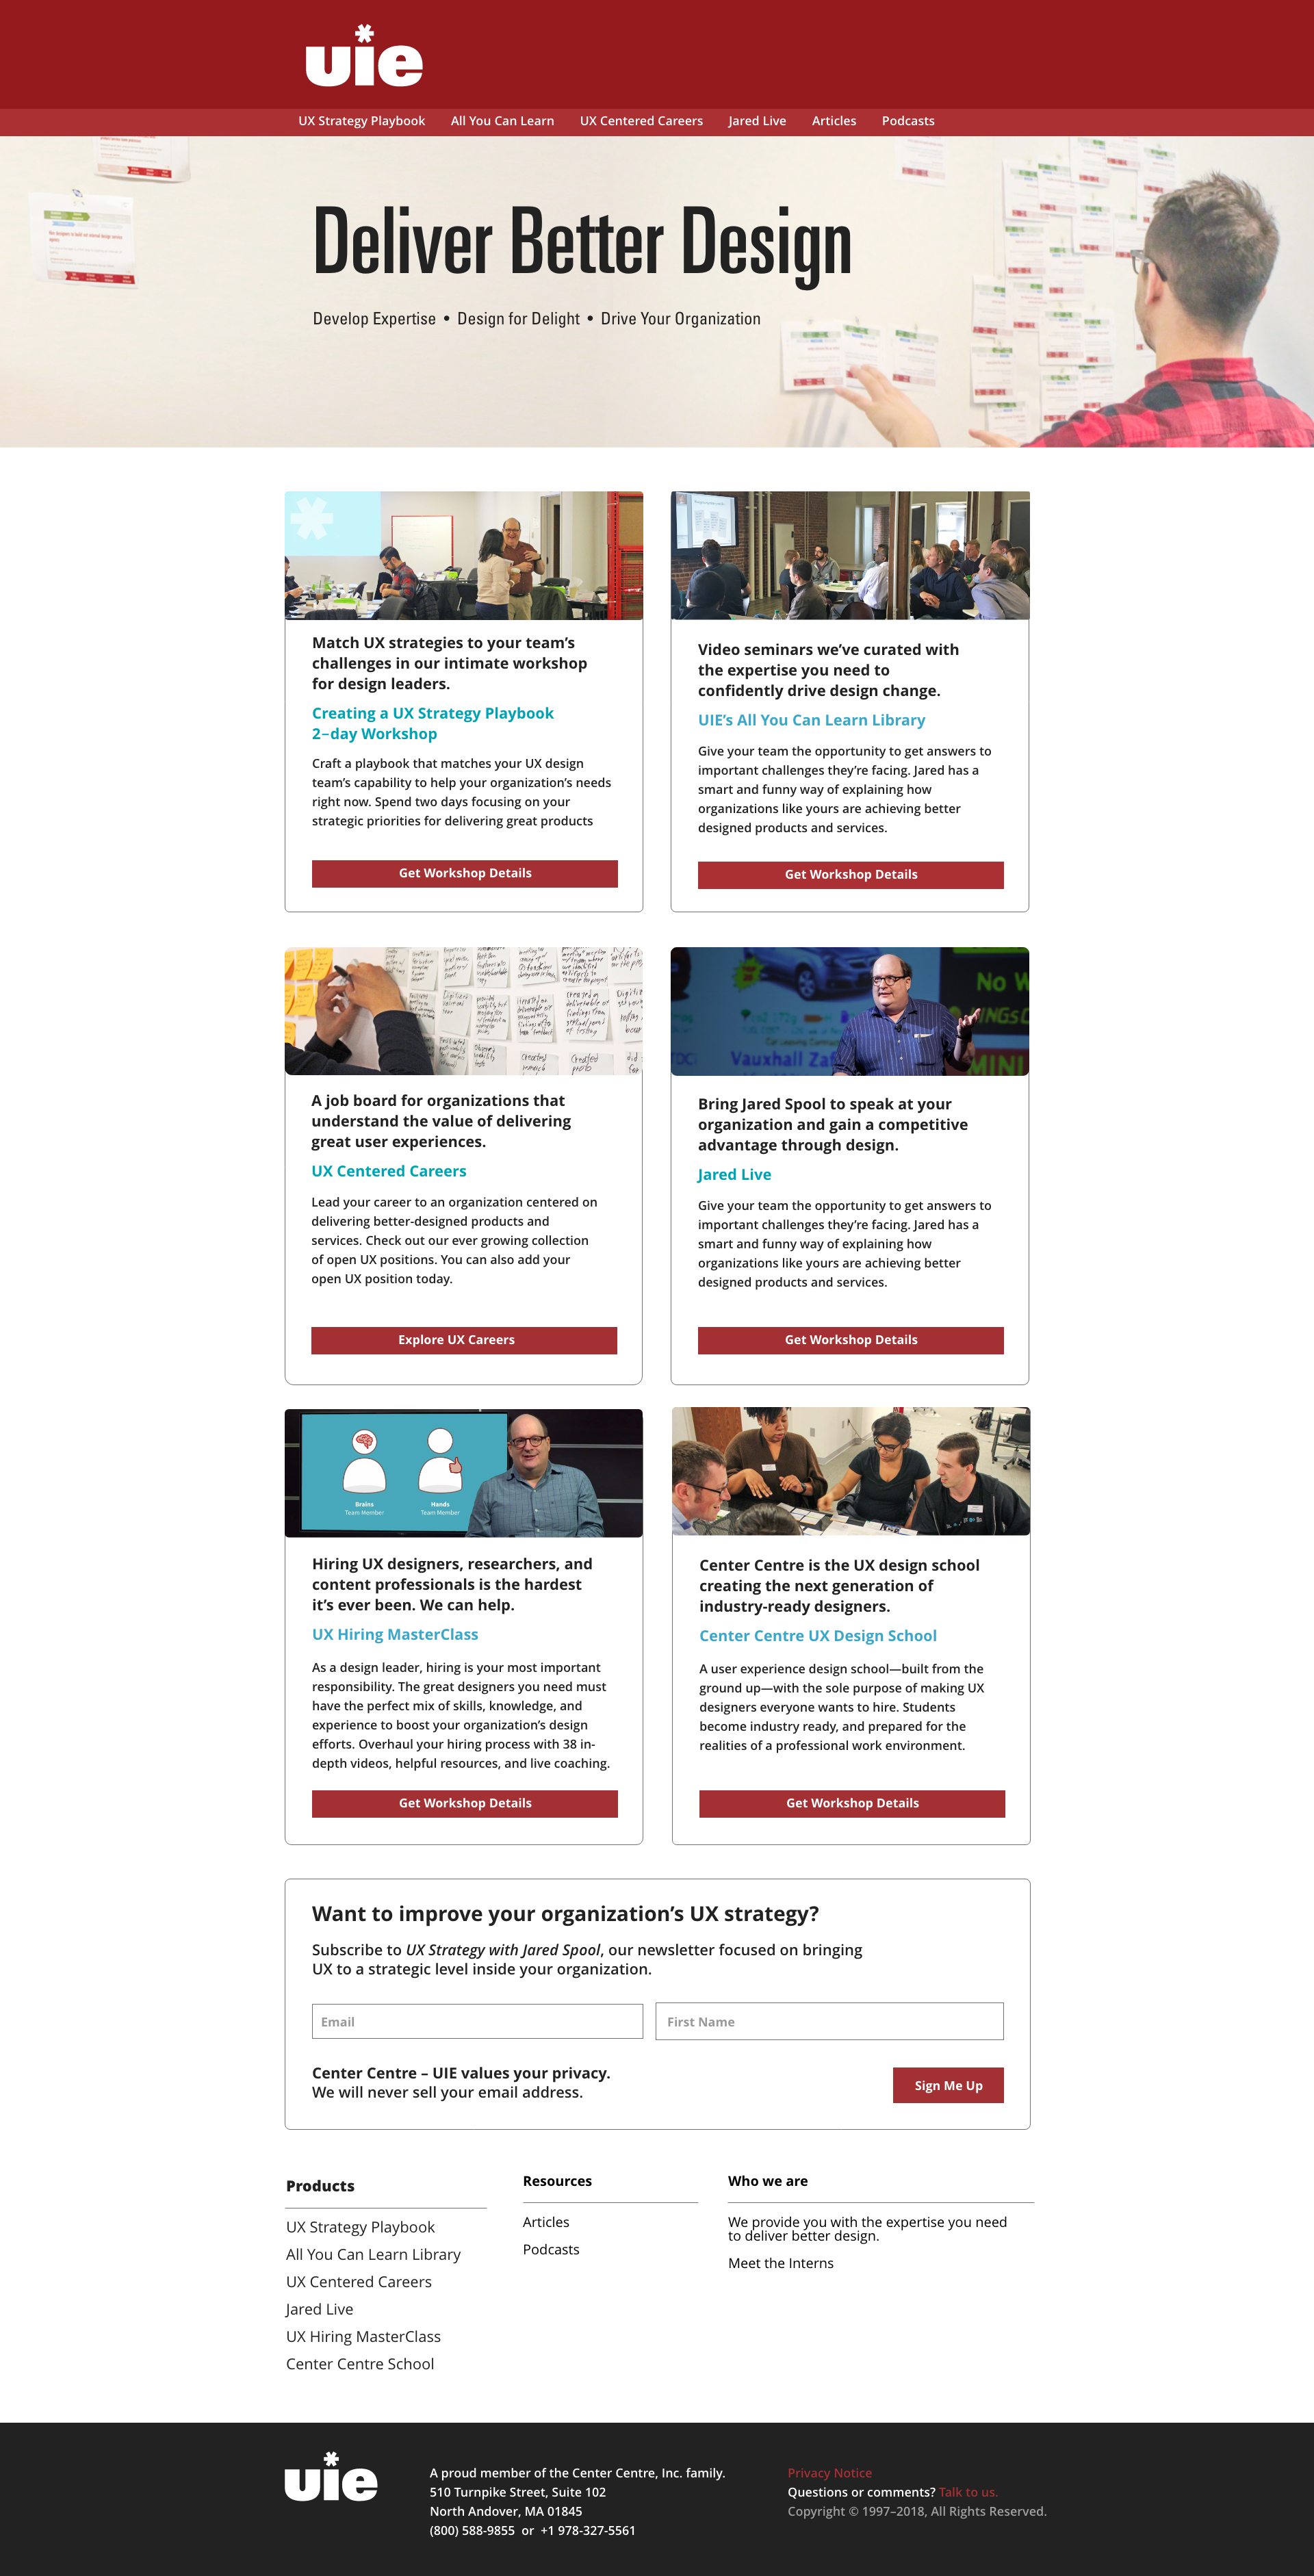 uie
UX Strategy Playbook All You Can Learn UX Centered Careers Jared Live Articles Podcasts
Deliver Better Design
Develop Expertise • Design for Delight • Drive Your Organization
Match UX strategies to your team’s
challenges in our intimate workshop
for design leaders.
Creating a UX Strategy Playbook
2–day Workshop
Craft a playbook that matches your UX design
team’s capability to help your organization’s needs
right now. Spend two days focusing on your
strategic priorities for delivering great products
Get Workshop Details
Video seminars we’ve curated with
the expertise you need to
confidently drive design change.
UIE’s All You Can Learn Library
Give your team the opportunity to get answers to
important challenges they’re facing. Jared has a
smart and funny way of explaining how
organizations like yours are achieving better
designed products and services.
Get Workshop Details
A job board for organizations that
understand the value of delivering
great user experiences.
UX Centered Careers
Lead your career to an organization centered on
delivering better-designed products and
services. Check out our ever growing collection
of open UX positions. You can also add your
open UX position today.
Explore UX Careers
No W
Vauxhall Zaf
MINI
Bring Jared Spool to speak at your
organization and gain a competitive
advantage through design.
Jared Live
Give your team the opportunity to get answers to
important challenges they’re facing. Jared has a
smart and funny way of explaining how
organizations like yours are achieving better
designed products and services.
Get Workshop Details
Brains Hands
Team Member Team Member
Hiring UX designers, researchers, and
content professionals is the hardest
it’s ever been. We can help.
UX Hiring MasterClass
As a design leader, hiring is your most important
responsibility. The great designers you need must
have the perfect mix of skills, knowledge, and
experience to boost your organization’s design
efforts. Overhaul your hiring process with 38 in-
depth videos, helpful resources, and live coaching.
Get Workshop Details
Center Centre is the UX design school
creating the next generation of
industry-ready designers.
Center Centre UX Design School
A user experience design school—built from the
ground up—with the sole purpose of making UX
designers everyone wants to hire. Students
become industry ready, and prepared for the
realities of a professional work environment.
Get Workshop Details
Want to improve your organization’s UX strategy?
Subscribe to UX Strategy with Jared Spool, our newsletter focused on bringing
UX to a strategic level inside your organization.
Email First Name
Center Centre – UIE values your privacy.
We will never sell your email address.
Sign Me Up
Products
UX Strategy Playbook
All You Can Learn Library
UX Centered Careers
Jared Live
UX Hiring MasterClass
Center Centre School
Resources
Articles
Podcasts
Who we are
We provide you with the expertise you need
to deliver better design.
Meet the Interns
uie
A proud member of the Center Centre, Inc. family.
510 Turnpike Street, Suite 102
North Andover, MA 01845
(800) 588-9855 or +1 978-327-5561
Privacy Notice
Questions or comments? Talk to us.
Copyright © 1997–2018, All Rights Reserved.